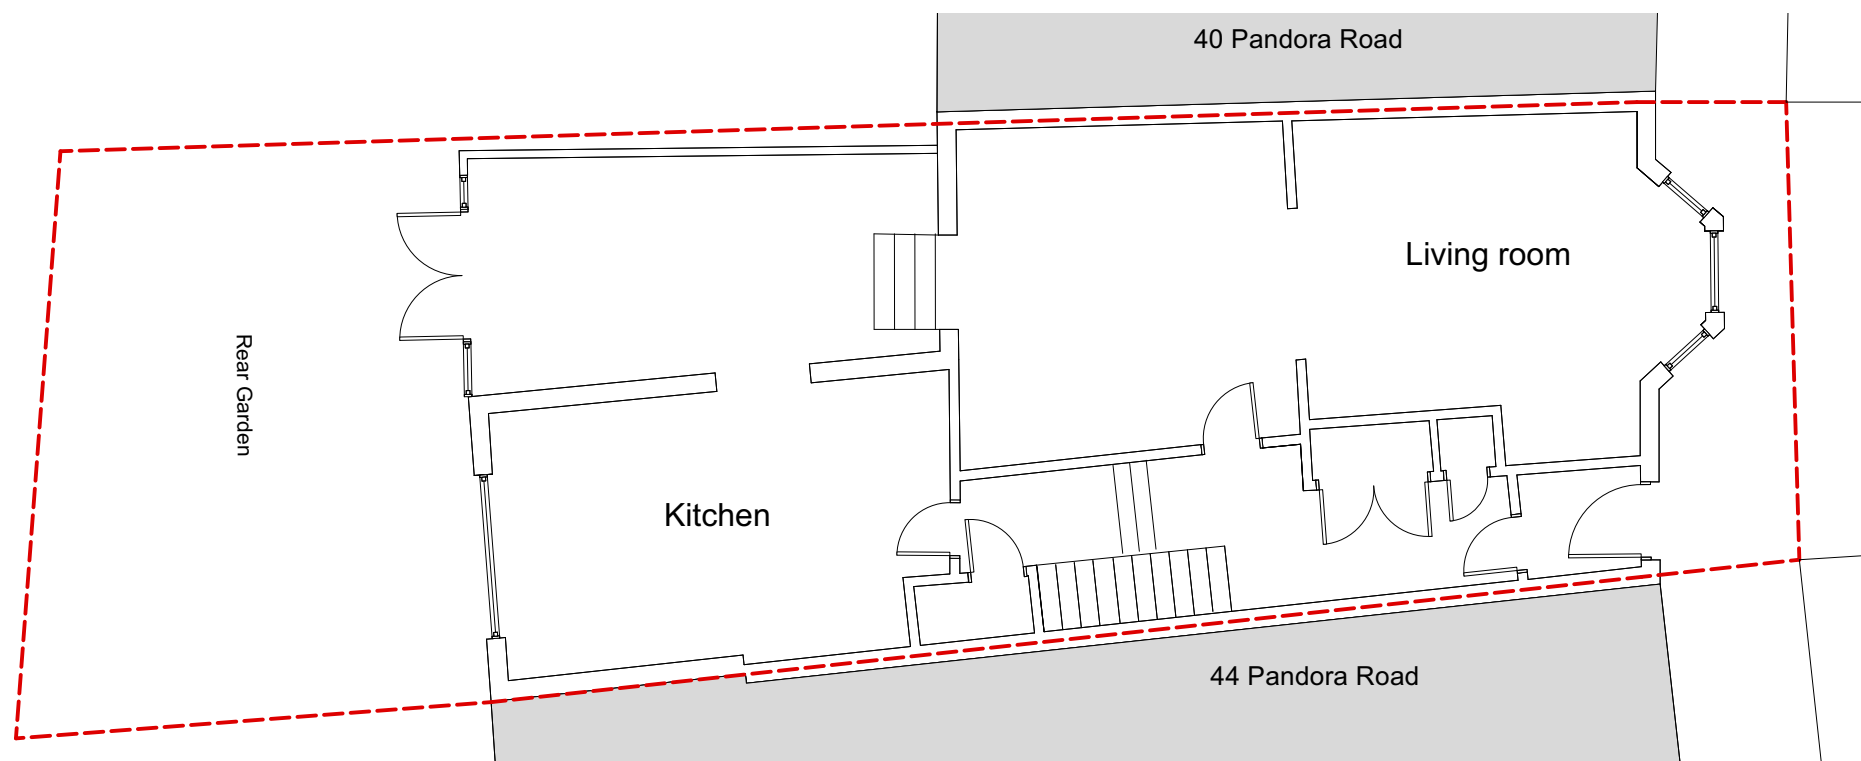 40 Pandora Road
Living room
Rear Garden
Kitchen
44 Pandora Road